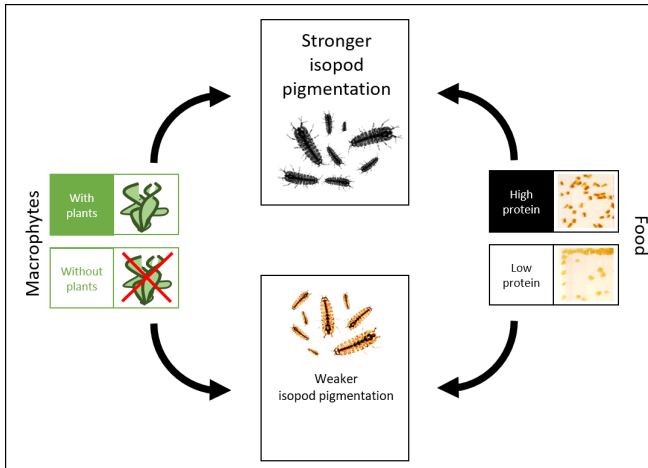 Stronger
isopod
pigmentation
Macrophytes
With
plants
Without
plants
High
protein
Low
protein
Food
Weaker
isopod pigmentation